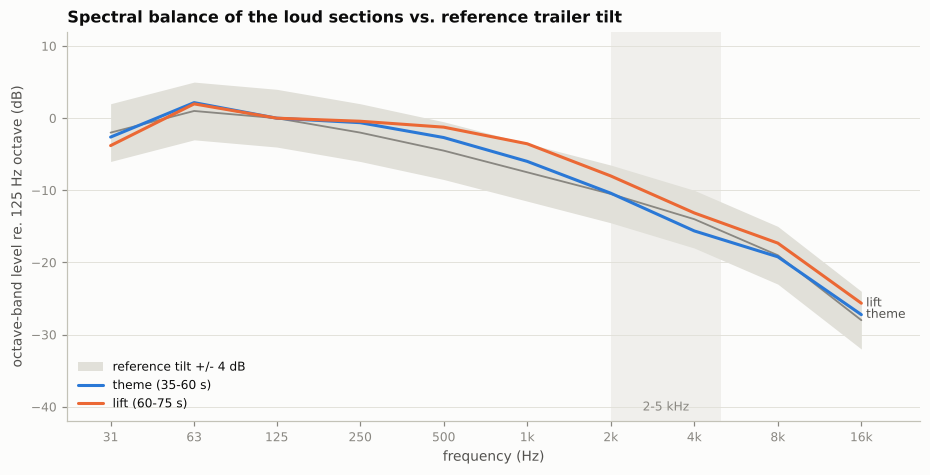 Spectral balance of the loud sections vs. reference trailer tilt
octave-band level re. 125 Hz octave (dB)
10
0
−10
−20
−30
−40
lift
theme
reference tilt +/- 4 dB
theme (35-60 s)
lift (60-75 s)
2-5 kHz
31
63
125
250
500
1k
2k
4k
8k
16k
frequency (Hz)